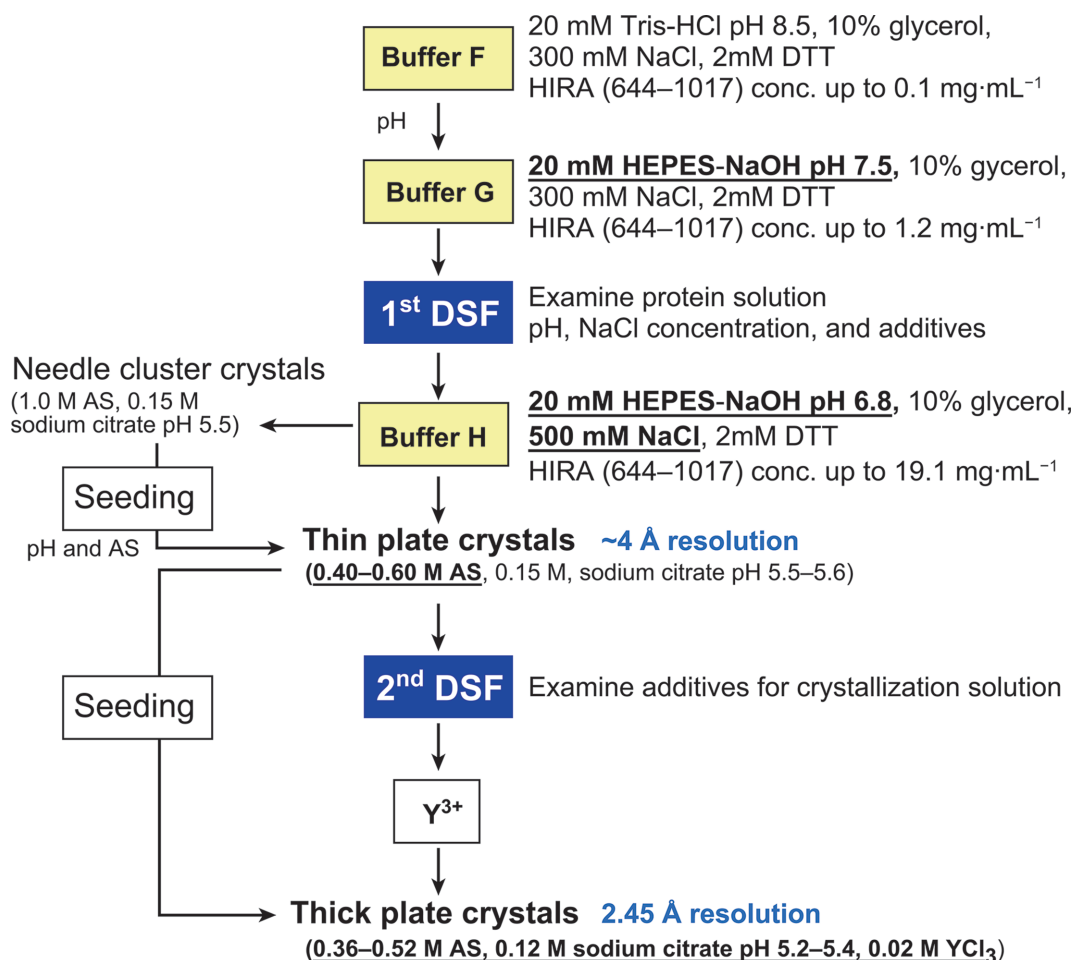 Buffer F
20 mM Tris-HCl pH 8.5, 10% glycerol,
300 mM NaCl, 2mM DTT
HIRA (644–1017) conc. up to 0.1 mg·mL⁻¹
pH
Buffer G
20 mM HEPES-NaOH pH 7.5, 10% gycerol,
300 mM NaCl, 2mM DTT
HIRA (644–1017) conc. up to 1.2 mg·mL⁻¹
1st DSF
Examine protein solution
pH, NaCl concentration, and additives
Needle cluster crystals
(1.0 M AS, 0.15 M
sodium citrate pH 5.5)
Buffer H
20 mM HEPES-NaOH pH 6.8, 10% glycerol,
500 mM NaCl, 2mM DTT
HIRA (644–1017) conc. up to 19.1 mg·mL⁻¹
Seeding
pH and AS
Thin plate crystals ~4 Å resolution
(0.40–0.60 M AS, 0.15 M, sodium citrate pH 5.5–5.6)
2nd DSF
Examine additives for crystallization solution
Seeding
Y³⁺
Thick plate crystals 2.45 Å resolution
(0.36–0.52 M AS, 0.12 M sodium citrate pH 5.2–5.4, 0.02 M YCl₃)